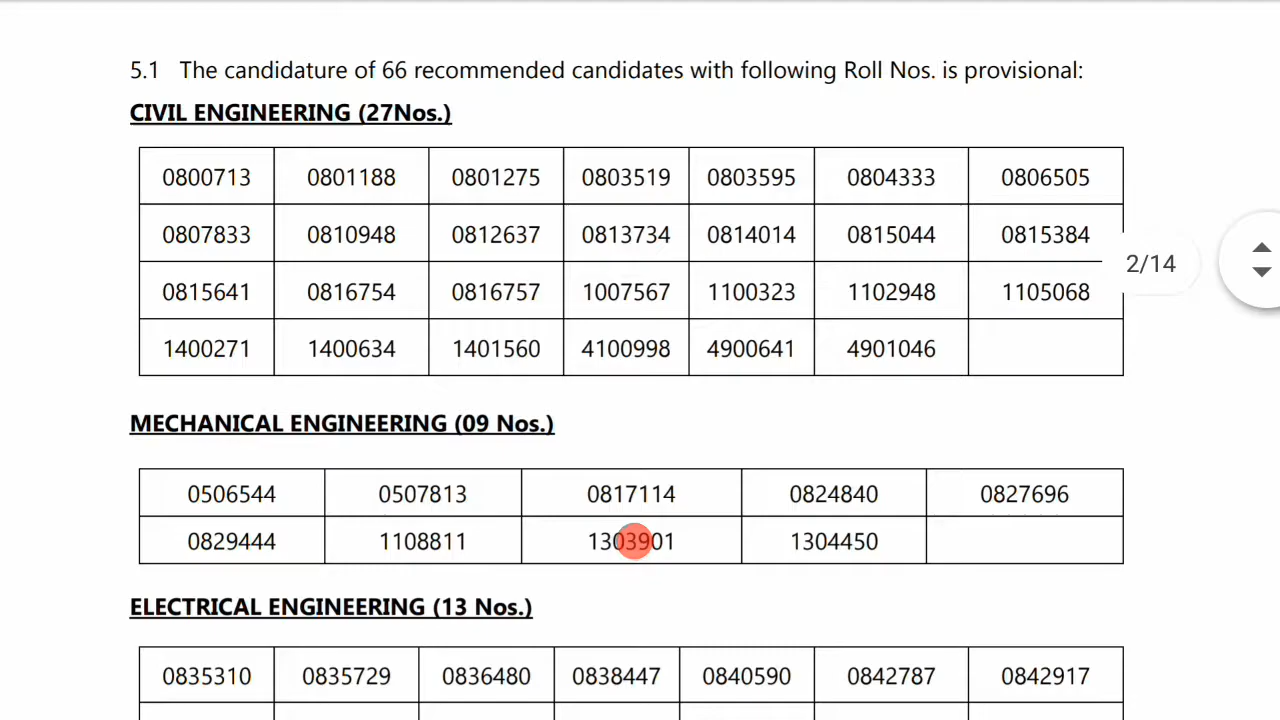 5.1 The candidature of 66 recommended candidates with following Roll Nos. is provisional:
CIVIL ENGINEERING (27Nos.)
0800713 0801188 0801275 0803519 0803595 0804333 0806505
0807833 0810948 0812637 0813734 0814014 0815044 0815384
2/14
0815641 0816754 0816757 1007567 1100323 1102948 1105068
1400271 1400634 1401560 4100998 4900641 4901046
MECHANICAL ENGINEERING (09 Nos.)
0506544 0507813 0817114 0824840 0827696
0829444 1108811 1303901 1304450
ELECTRICAL ENGINEERING (13 Nos.)
0835310 0835729 0836480 0838447 0840590 0842787 0842917